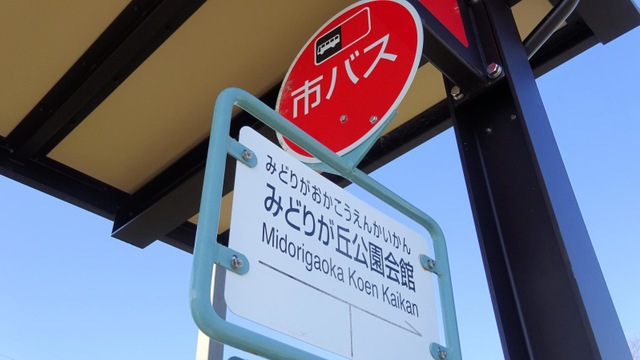 市バス
みどりがおかこうえんかいかん
みどりが丘公園会館
Midorigaoka Koen Kaikan